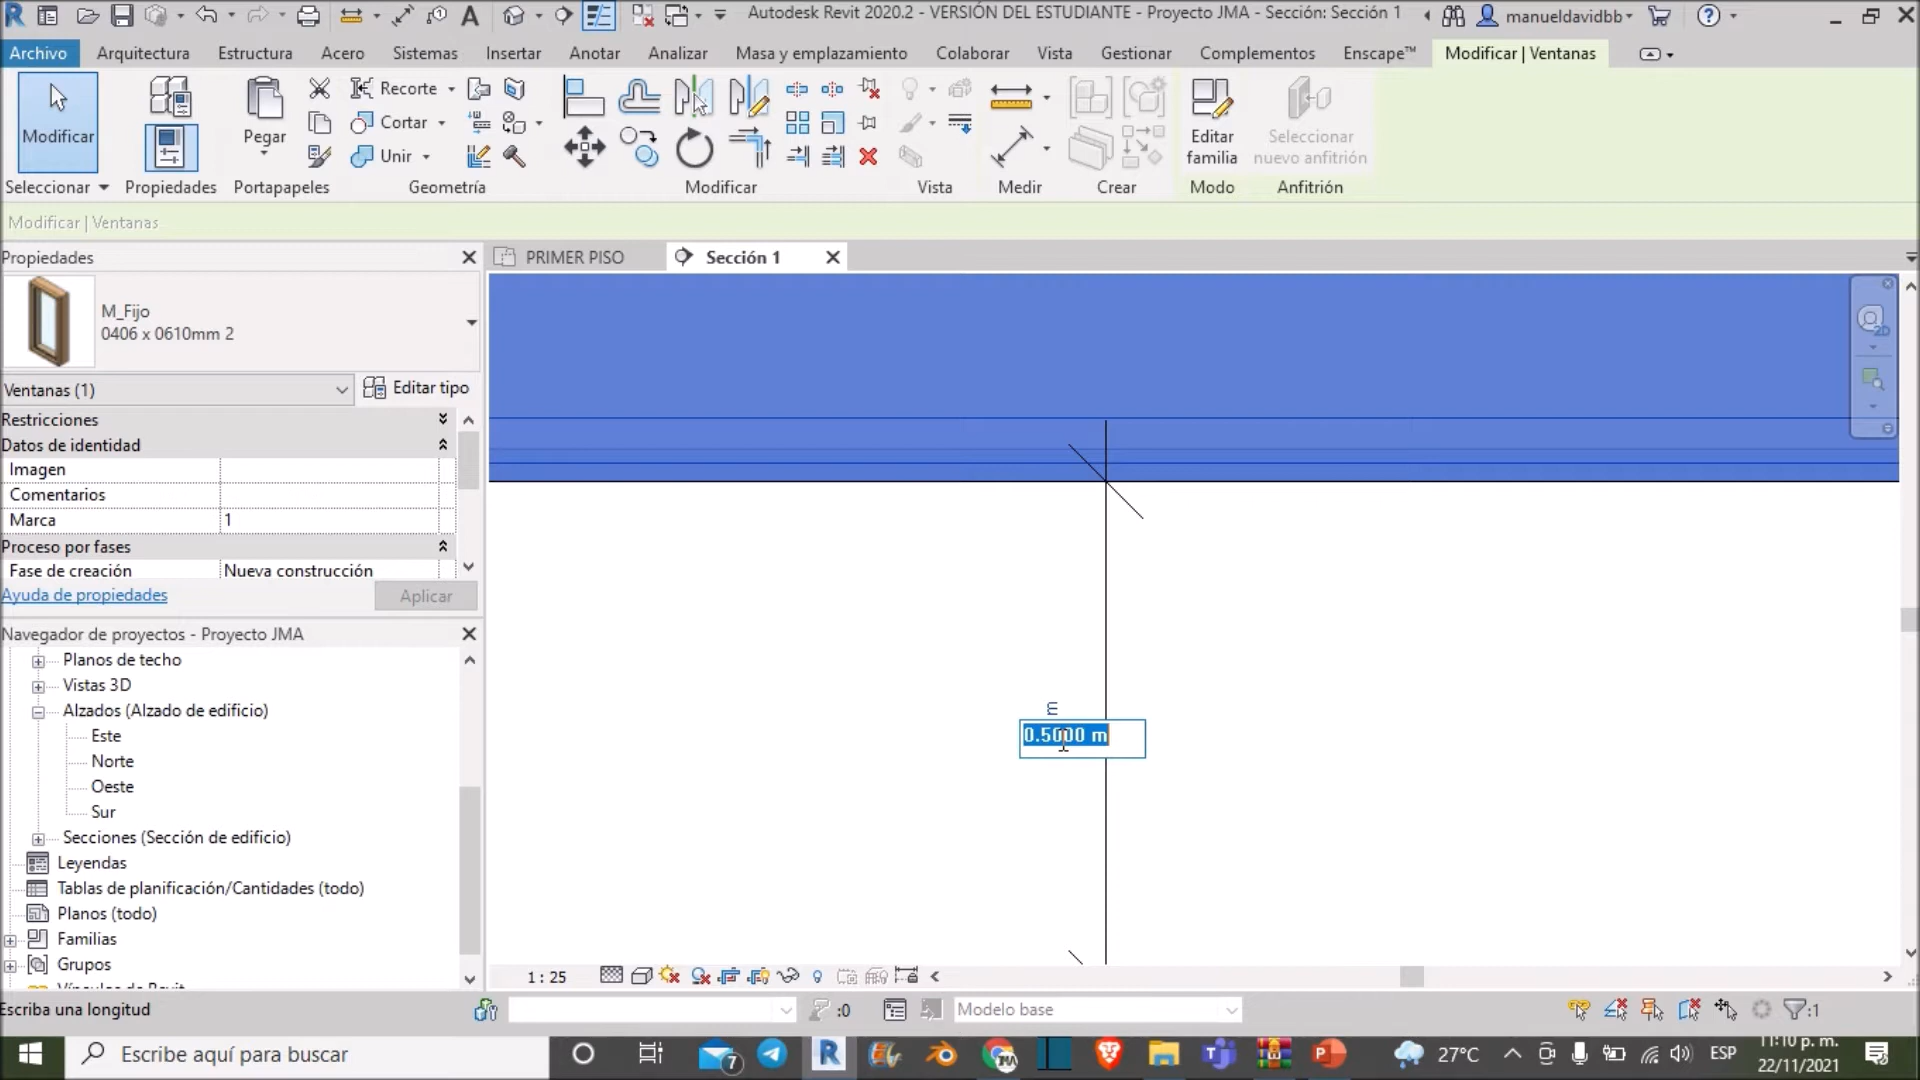 Autodesk Revit 2020.2 - VERSIÓN DEL ESTUDIANTE - Proyecto JMA - Sección: Sección 1
manueldavidbb
Archivo Arquitectura Estructura Acero Sistemas Insertar Anotar Analizar Masa y emplazamiento Colaborar Vista Gestionar Complementos Enscape™ Modificar | Ventanas
Modificar
Pegar
Recorte
Cortar
Unir
Editar
familia
Seleccionar
nuevo anfitrión
Seleccionar Propiedades Portapapeles Geometría Modificar Vista Medir Crear Modo Anfitrión
Modificar | Ventanas
Propiedades
PRIMER PISO
Sección 1
M_Fijo
0406 x 0610mm 2
Ventanas (1)
Editar tipo
Restricciones
Datos de identidad
Imagen
Comentarios
Marca 1
Proceso por fases
Fase de creación Nueva construcción
Ayuda de propiedades
Aplicar
Navegador de proyectos - Proyecto JMA
Planos de techo
Vistas 3D
Alzados (Alzado de edificio)
Este
Norte
Oeste
Sur
Secciones (Sección de edificio)
Leyendas
Tablas de planificación/Cantidades (todo)
Planos (todo)
Familias
Grupos
Vínculos de Revit
2D
0.5000 m
1 : 25
Escriba una longitud
:0
Modelo base
:1
Escribe aquí para buscar
7
27°C
ESP
11:10 p. m.
22/11/2021